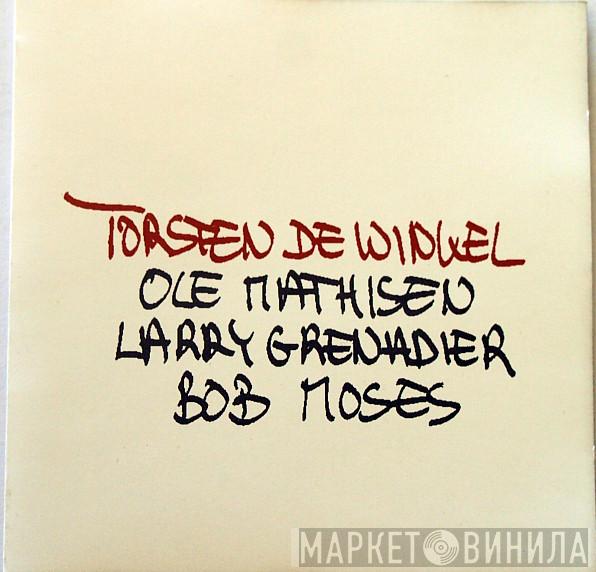 TORSTEN DE WINKEL
OLE MATHISEN
LARRY GRENADIER
BOB MOSES
МАРКЕТ ВИНИЛА